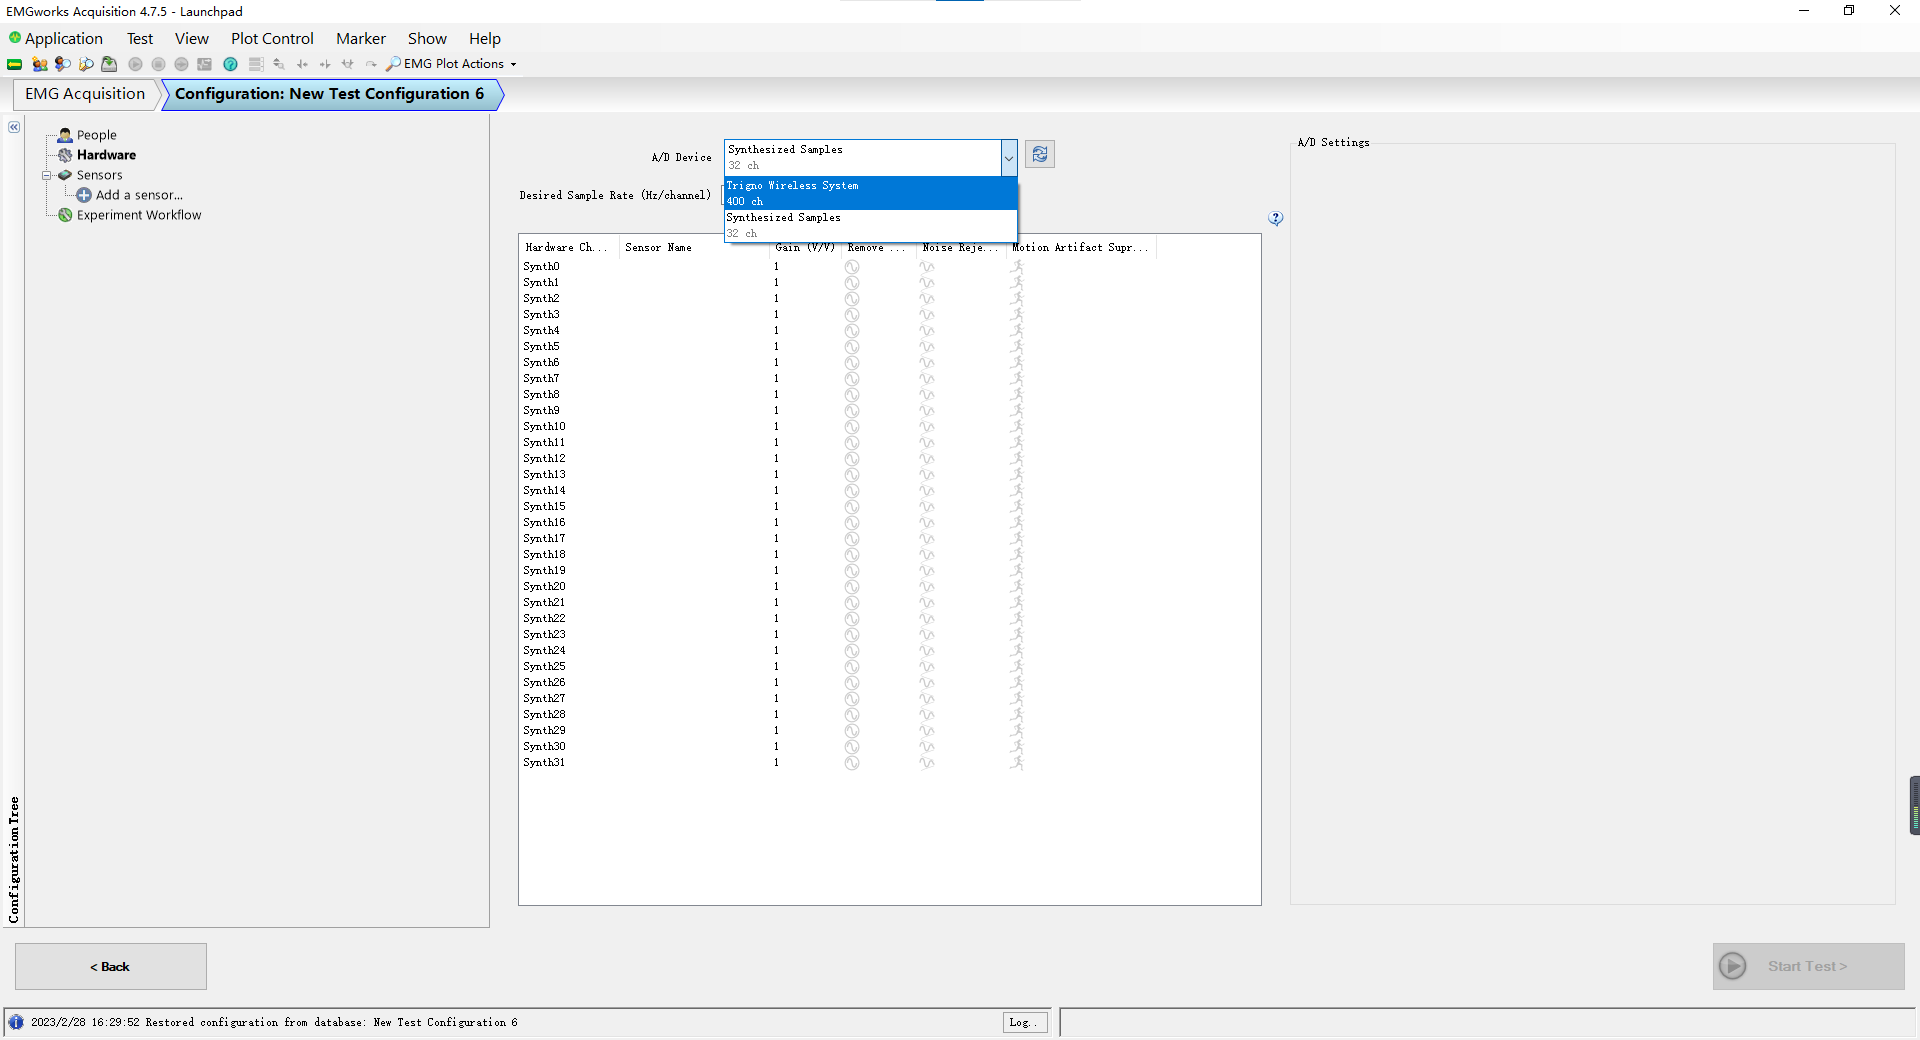 EMGworks Acquisition 4.7.5 - Launchpad
Application Test View Plot Control Marker Show Help
EMG Plot Actions
EMG Acquisition Configuration: New Test Configuration 6
People
Hardware
Sensors
Add a sensor...
Experiment Workflow
Configuration Tree
A/D Device
Synthesized Samples
32 ch
Trigno Wireless System
400 ch
Synthesized Samples
32 ch
Desired Sample Rate (Hz/channel)
A/D Settings
Hardware Ch... Sensor Name Gain (V/V) Remove ... Noise Reje... Motion Artifact Supr...
Synth0 1
Synth1 1
Synth2 1
Synth3 1
Synth4 1
Synth5 1
Synth6 1
Synth7 1
Synth8 1
Synth9 1
Synth10 1
Synth11 1
Synth12 1
Synth13 1
Synth14 1
Synth15 1
Synth16 1
Synth17 1
Synth18 1
Synth19 1
Synth20 1
Synth21 1
Synth22 1
Synth23 1
Synth24 1
Synth25 1
Synth26 1
Synth27 1
Synth28 1
Synth29 1
Synth30 1
Synth31 1
< Back
Start Test >
2023/2/28 16:29:52 Restored configuration from database: New Test Configuration 6
Log..